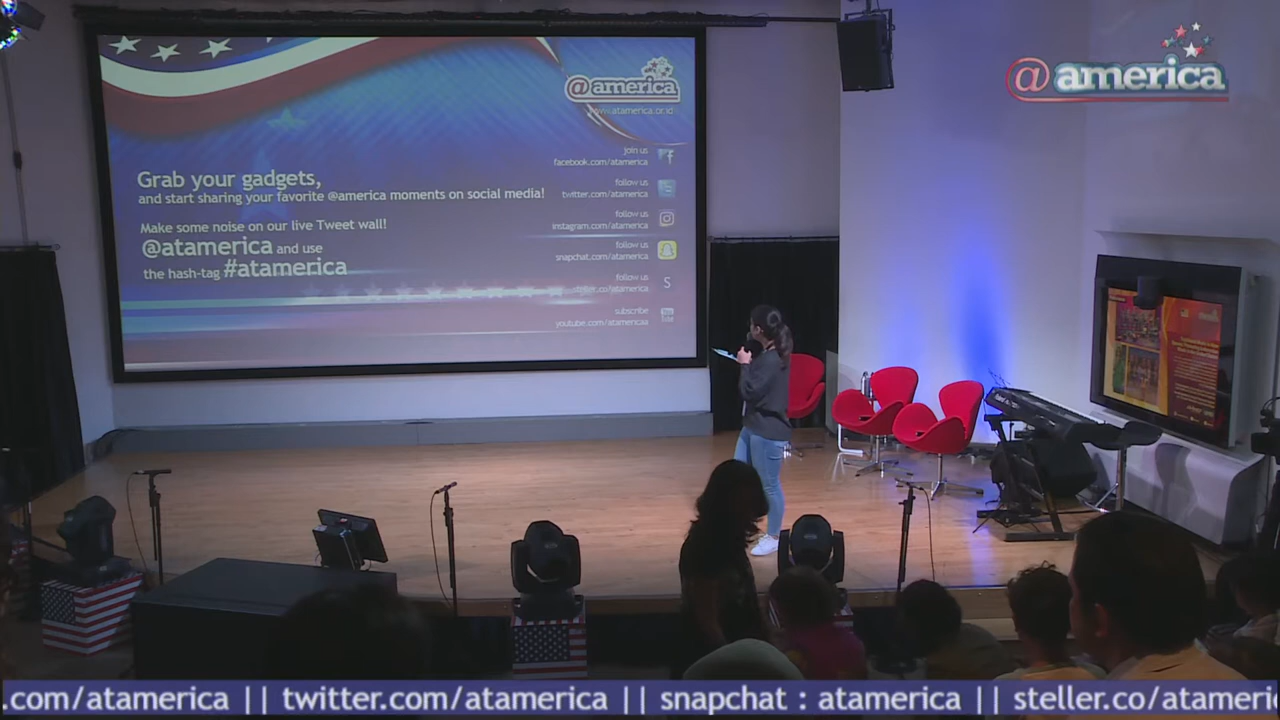 @america
www.atamerica.or.id
Grab your gadgets,
and start sharing your favorite @america moments on social media!
Make some noise on our live Tweet wall!
@atamerica and use
the hash-tag #atamerica
join us
facebook.com/atamerica
follow us
twitter.com/atamerica
follow us
instagram.com/atamerica
follow us
snapchat.com/atamerica
follow us
steller.co/atamerica
S
subscribe
youtube.com/atamericaa
You Tube
@america
.com/atamerica || twitter.com/atamerica || snapchat : atamerica || steller.co/atameri